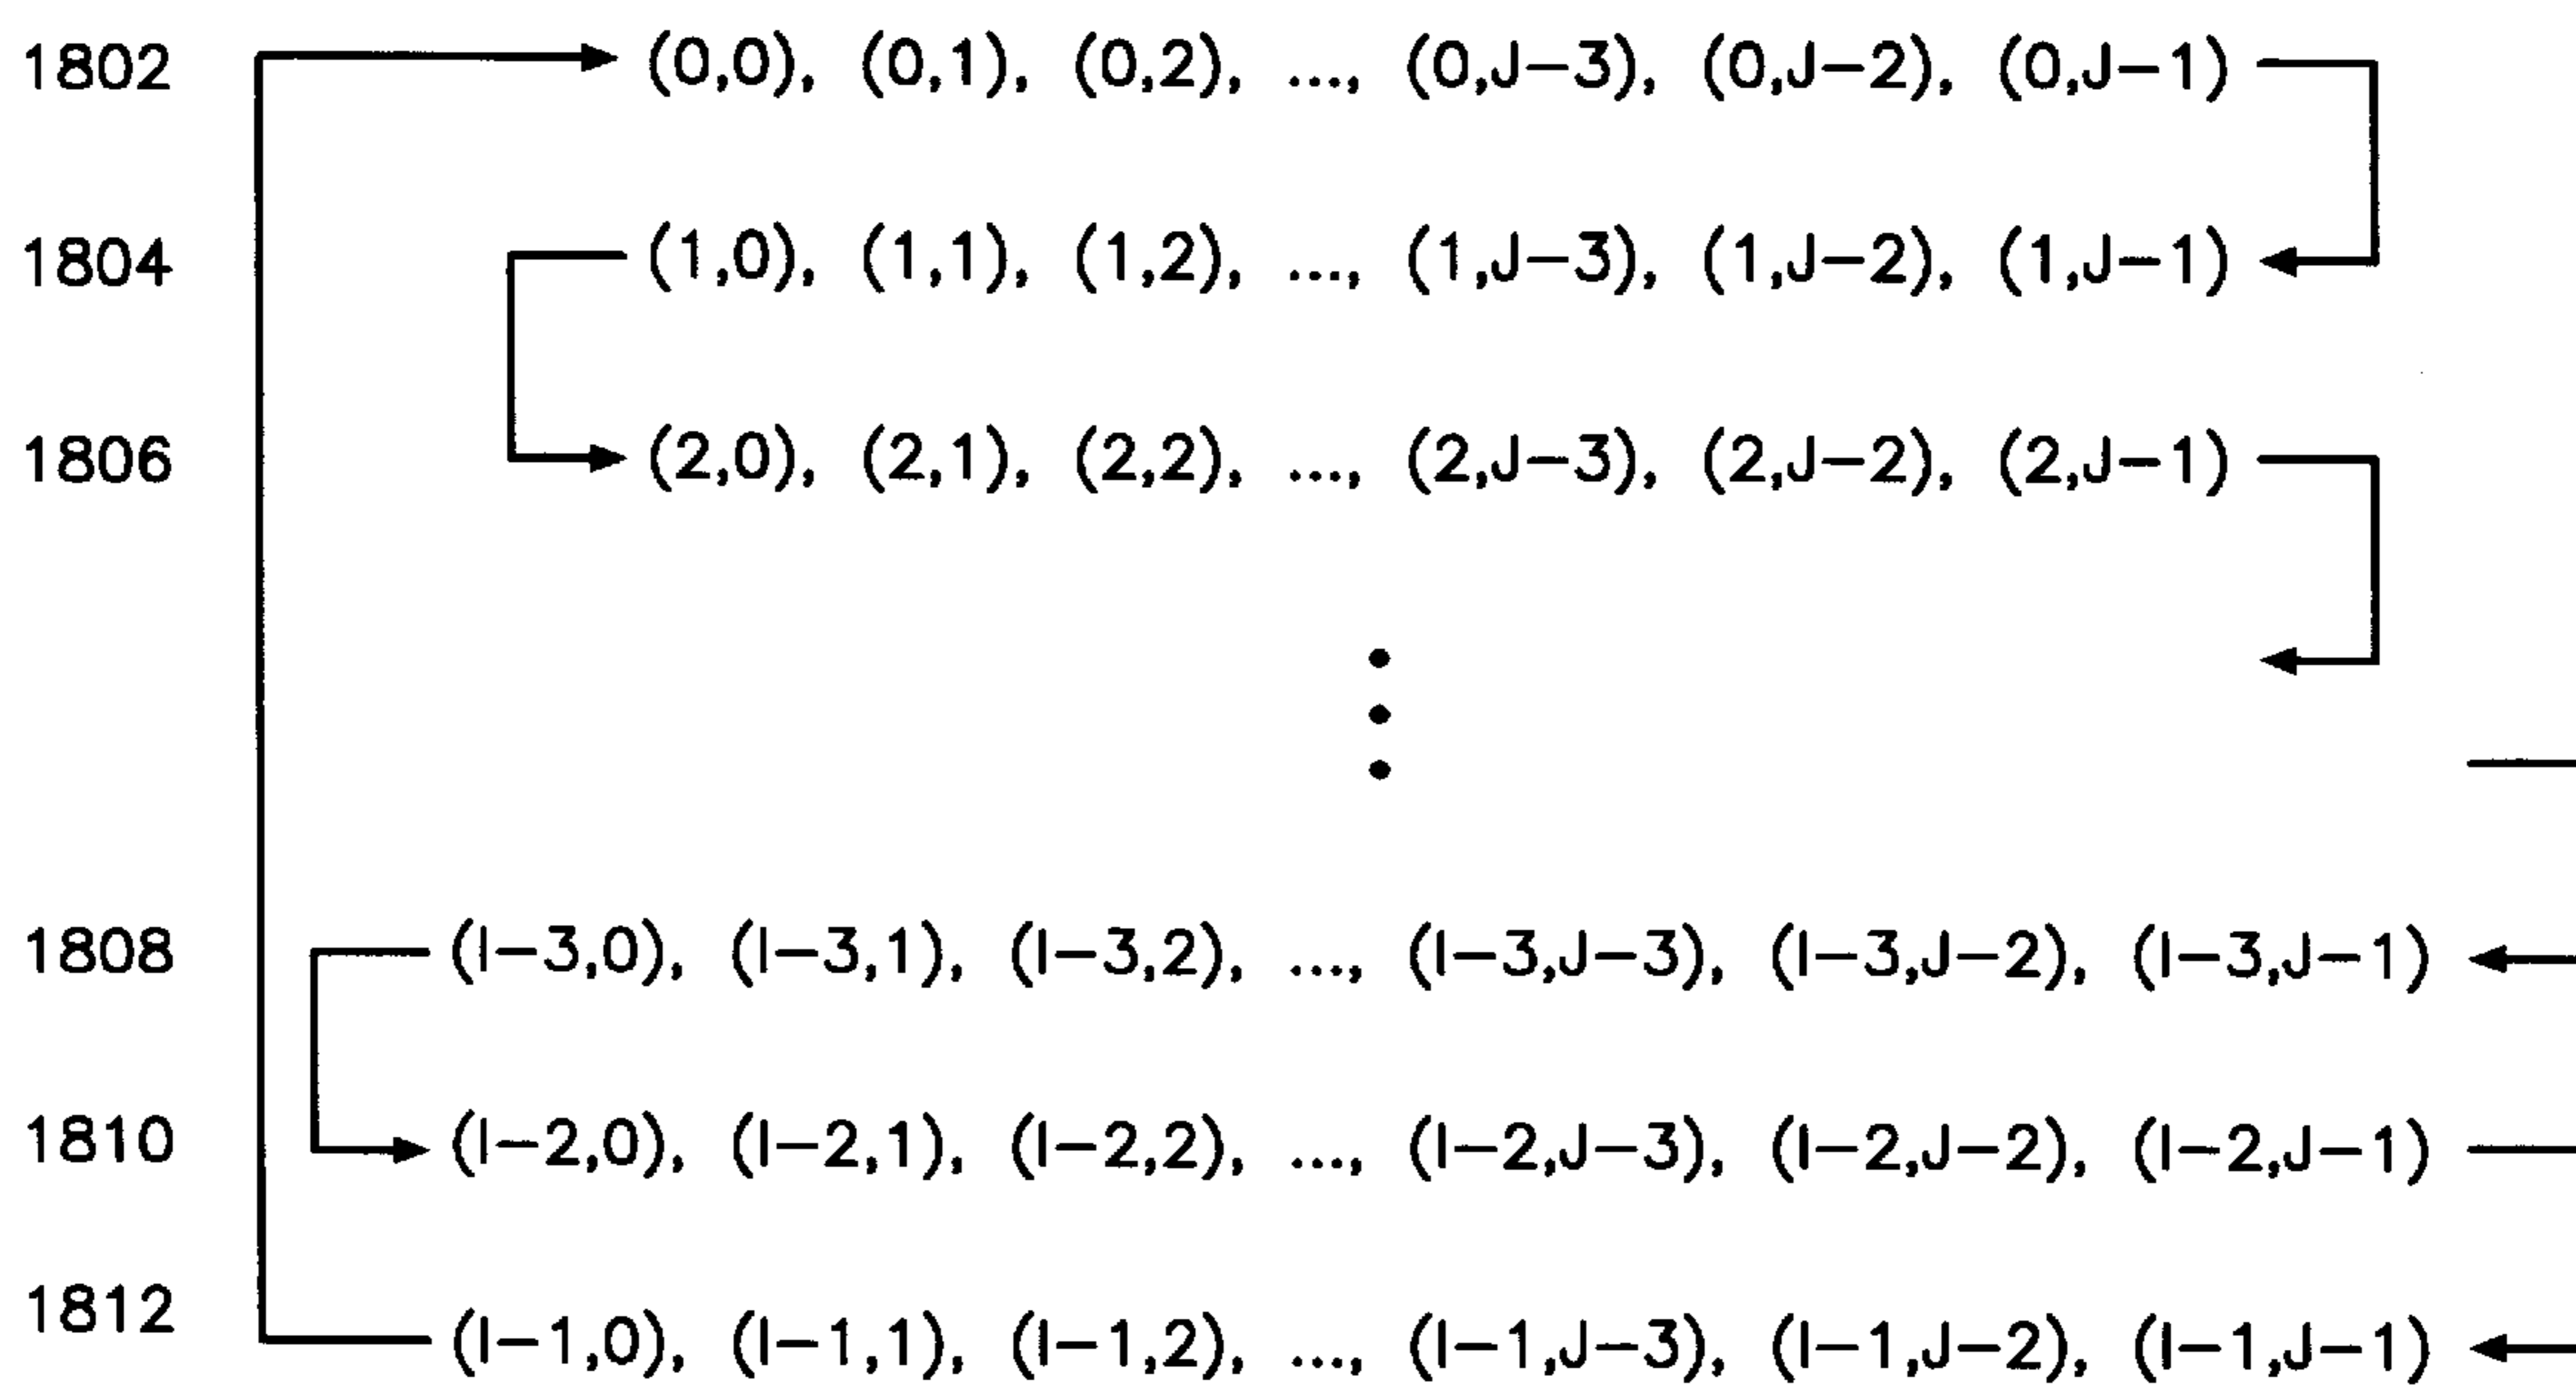 1802 (0,0), (0,1), (0,2), ..., (0,J−3), (0,J−2), (0,J−1)
1804 (1,0), (1,1), (1,2), ..., (1,J−3), (1,J−2), (1,J−1)
1806 (2,0), (2,1), (2,2), ..., (2,J−3), (2,J−2), (2,J−1)
1808 (I−3,0), (I−3,1), (I−3,2), ..., (I−3,J−3), (I−3,J−2), (I−3,J−1)
1810 (I−2,0), (I−2,1), (I−2,2), ..., (I−2,J−3), (I−2,J−2), (I−2,J−1)
1812 (I−1,0), (I−1,1), (I−1,2), ..., (I−1,J−3), (I−1,J−2), (I−1,J−1)